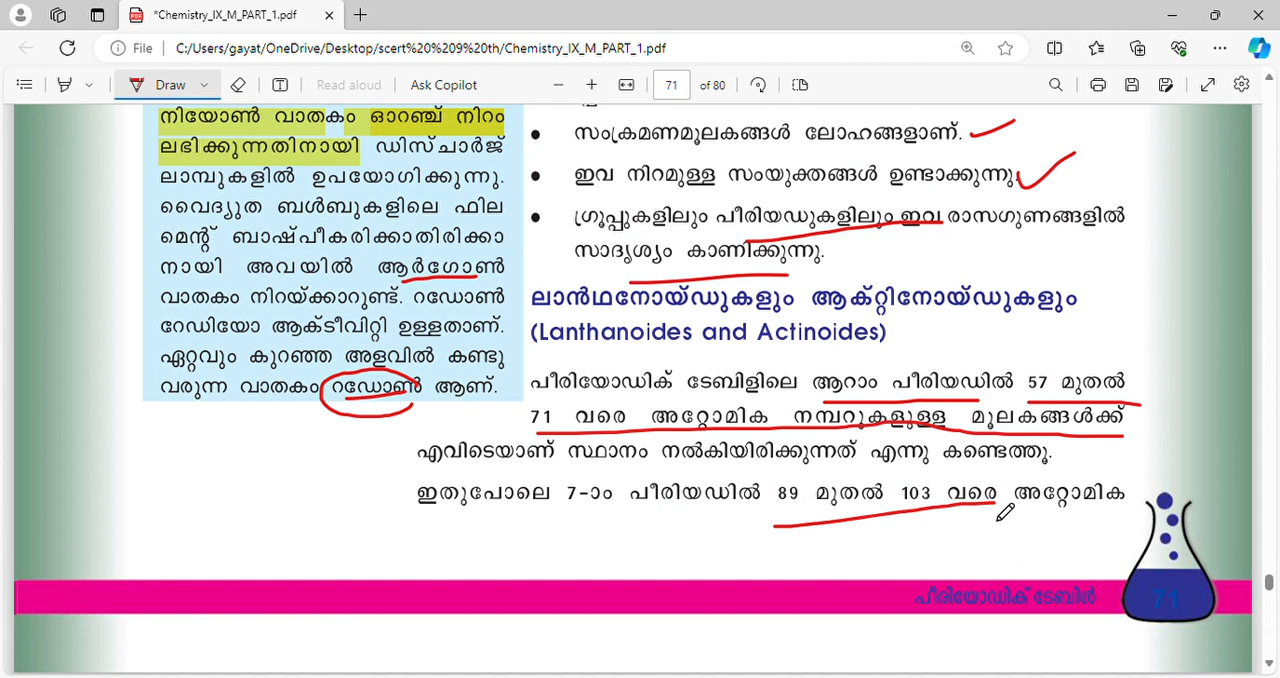 *Chemistry_IX_M_PART_1.pdf
File
C:/Users/gayat/OneDrive/Desktop/scert%20%209%20th/Chemistry_IX_M_PART_1.pdf
Draw
Read aloud
Ask Copilot
71
of 80
നിയോൺ വാതകം ഓറഞ്ച് നിറം
ലഭിക്കുന്നതിനായി ഡിസ്ചാർജ്
ലാമ്പുകളിൽ ഉപയോഗിക്കുന്നു.
വൈദ്യുത ബൾബുകളിലെ ഫില
മെന്റ് ബാഷ്പീകരിക്കാതിരിക്കാ
നായി അവയിൽ ആർഗോൺ
വാതകം നിറയ്ക്കാറുണ്ട്. റഡോൺ
റേഡിയോ ആക്ടീവിറ്റി ഉള്ളതാണ്.
ഏറ്റവും കുറഞ്ഞ അളവിൽ കണ്ടു
വരുന്ന വാതകം റഡോൺ ആണ്.
• സംക്രമണമൂലകങ്ങൾ ലോഹങ്ങളാണ്.
• ഇവ നിറമുള്ള സംയുക്തങ്ങൾ ഉണ്ടാക്കുന്നു.
• ഗ്രൂപ്പുകളിലും പീരിയഡുകളിലും ഇവ രാസഗുണങ്ങളിൽ
സാദൃശ്യം കാണിക്കുന്നു.
ലാൻഥനോയ്ഡുകളും ആക്റ്റിനോയ്ഡുകളും
(Lanthanoides and Actinoides)
പീരിയോഡിക് ടേബിളിലെ ആറാം പീരിയഡിൽ 57 മുതൽ
71 വരെ അറ്റോമിക നമ്പറുകളുള്ള മൂലകങ്ങൾക്ക്
എവിടെയാണ് സ്ഥാനം നൽകിയിരിക്കുന്നത് എന്നു കണ്ടെത്തൂ.
ഇതുപോലെ 7-ാം പീരിയഡിൽ 89 മുതൽ 103 വരെ അറ്റോമിക
പീരിയോഡിക് ടേബിൾ
71